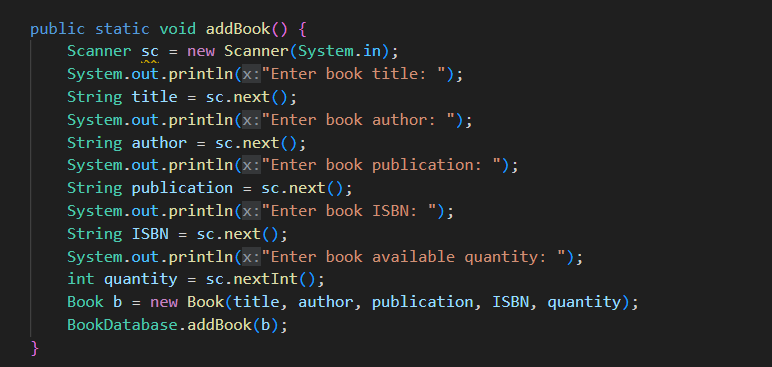 public static void addBook() {
    Scanner sc = new Scanner(System.in);
    System.out.println(x:"Enter book title: ");
    String title = sc.next();
    System.out.println(x:"Enter book author: ");
    String author = sc.next();
    System.out.println(x:"Enter book publication: ");
    String publication = sc.next();
    System.out.println(x:"Enter book ISBN: ");
    String ISBN = sc.next();
    System.out.println(x:"Enter book available quantity: ");
    int quantity = sc.nextInt();
    Book b = new Book(title, author, publication, ISBN, quantity);
    BookDatabase.addBook(b);
}